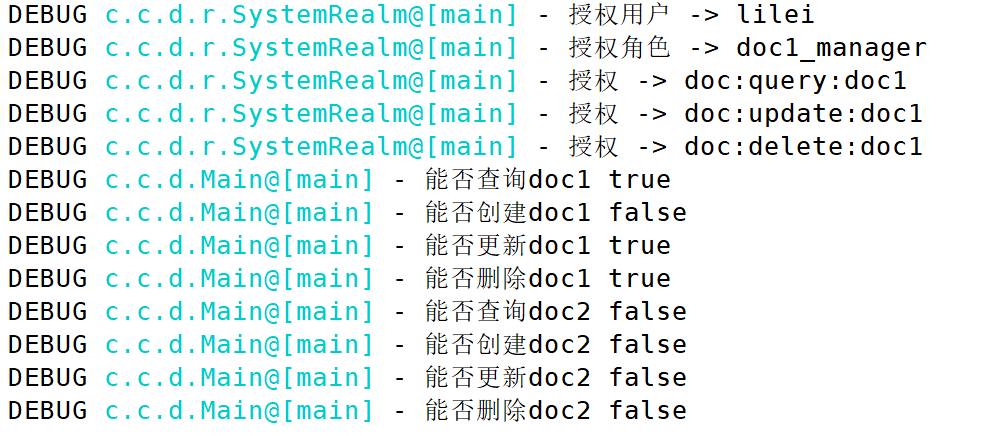 DEBUG c.c.d.r.SystemRealm@[main] - 授权用户 -> lilei
DEBUG c.c.d.r.SystemRealm@[main] - 授权角色 -> doc1_manager
DEBUG c.c.d.r.SystemRealm@[main] - 授权 -> doc:query:doc1
DEBUG c.c.d.r.SystemRealm@[main] - 授权 -> doc:update:doc1
DEBUG c.c.d.r.SystemRealm@[main] - 授权 -> doc:delete:doc1
DEBUG c.c.d.Main@[main] - 能否查询doc1 true
DEBUG c.c.d.Main@[main] - 能否创建doc1 false
DEBUG c.c.d.Main@[main] - 能否更新doc1 true
DEBUG c.c.d.Main@[main] - 能否删除doc1 true
DEBUG c.c.d.Main@[main] - 能否查询doc2 false
DEBUG c.c.d.Main@[main] - 能否创建doc2 false
DEBUG c.c.d.Main@[main] - 能否更新doc2 false
DEBUG c.c.d.Main@[main] - 能否删除doc2 false